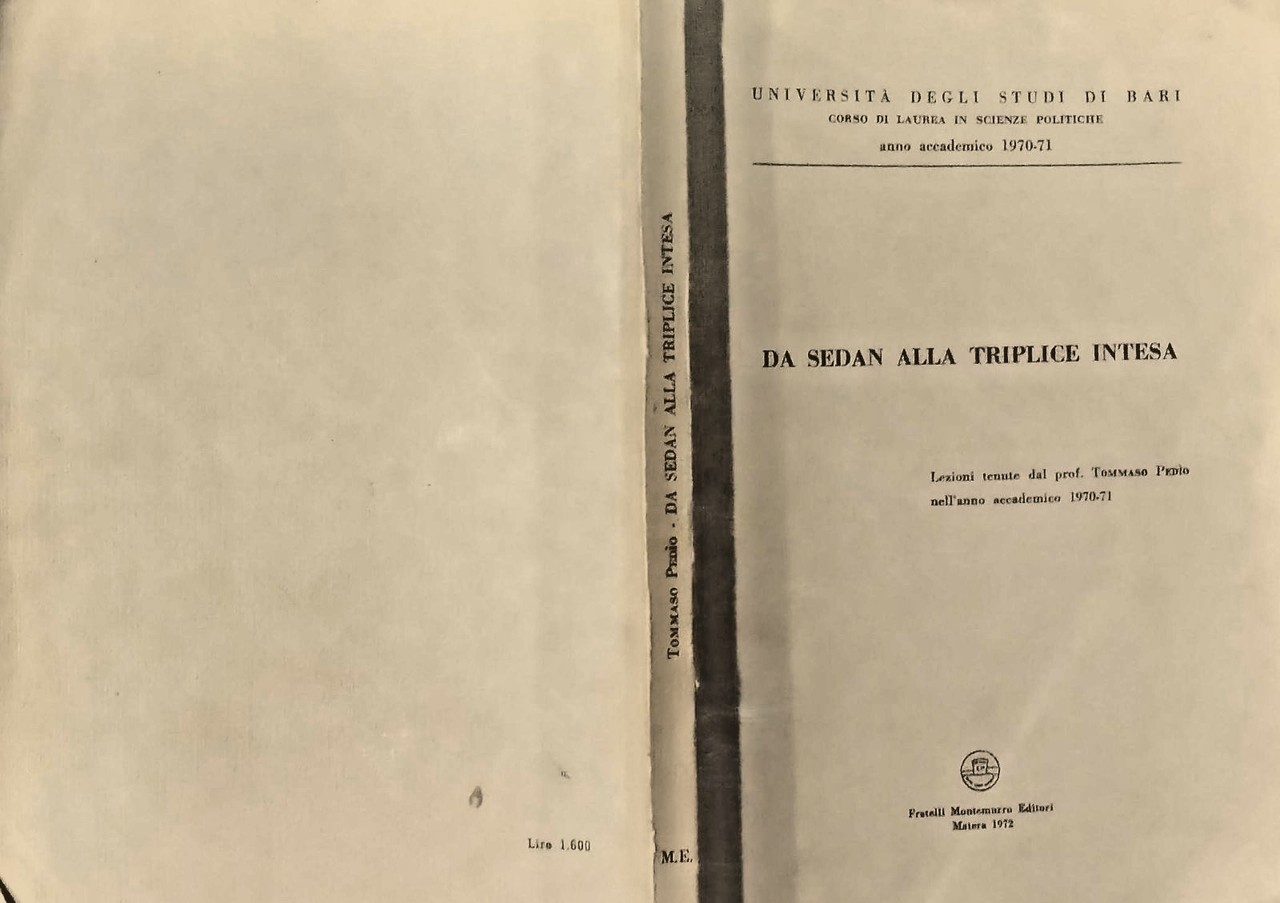 Lire 1.600
TOMMASO PEDÌO - DA SEDAN ALLA TRIPLICE INTESA
M.E.
UNIVERSITÀ DEGLI STUDI DI BARI
CORSO DI LAUREA IN SCIENZE POLITICHE
anno accademico 1970-71
DA SEDAN ALLA TRIPLICE INTESA
Lezioni tenute dal prof. TOMMASO PEDÌO
nell'anno accademico 1970-71
Fratelli Montemurro Editori
Matera 1972